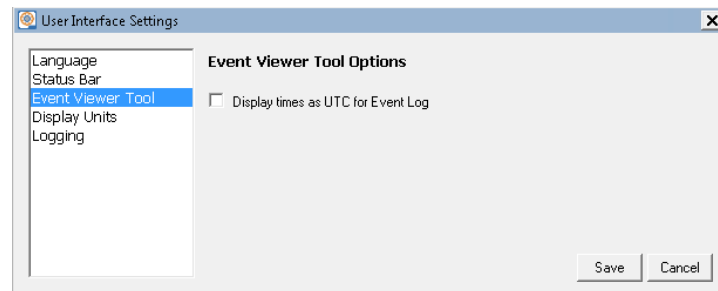 User Interface Settings
Language
Status Bar
Event Viewer Tool
Display Units
Logging
Event Viewer Tool Options
Display times as UTC for Event Log
Save
Cancel